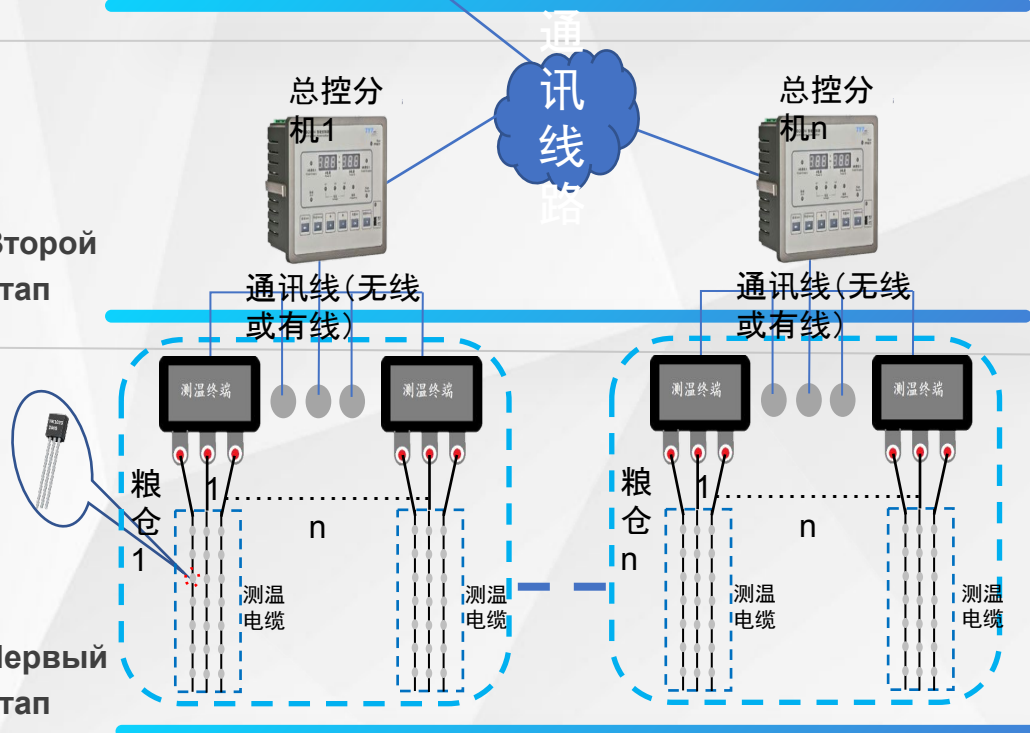 通
讯
线
路
总控分
机1
总控分
机n
Второй
тап
通讯线（无线
或有线）
通讯线（无线
或有线）
测温终端
测温终端
测温终端
测温终端
粮
仓
1
1
n
粮
仓
n
1
n
测温
电缆
测温
电缆
测温
电缆
测温
电缆
Первый
тап